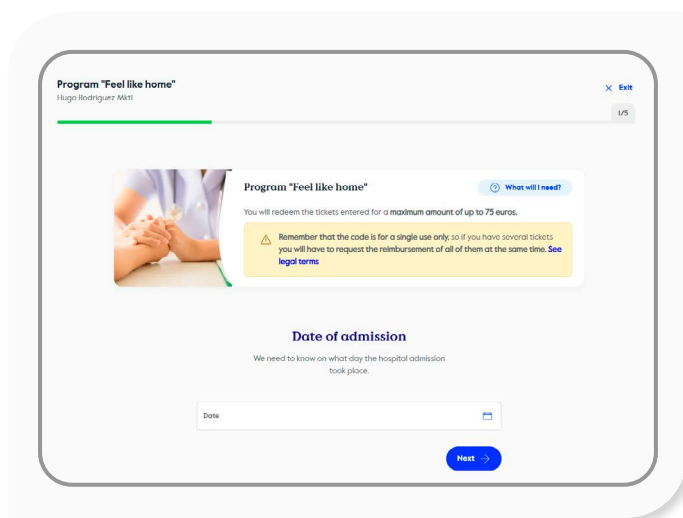 Program "Feel like home"
Hugo Rodriguez Mktl
Exit
1/5
Program "Feel like home"
What will I need?
You will redeem the tickets entered for a maximum amount of up to 75 euros.
Remember that the code is for a single use only, so if you have several tickets
you will have to request the reimbursement of all of them at the same time. See
legal terms
Date of admission
We need to know on what day the hospital admission
took place.
Date
Next